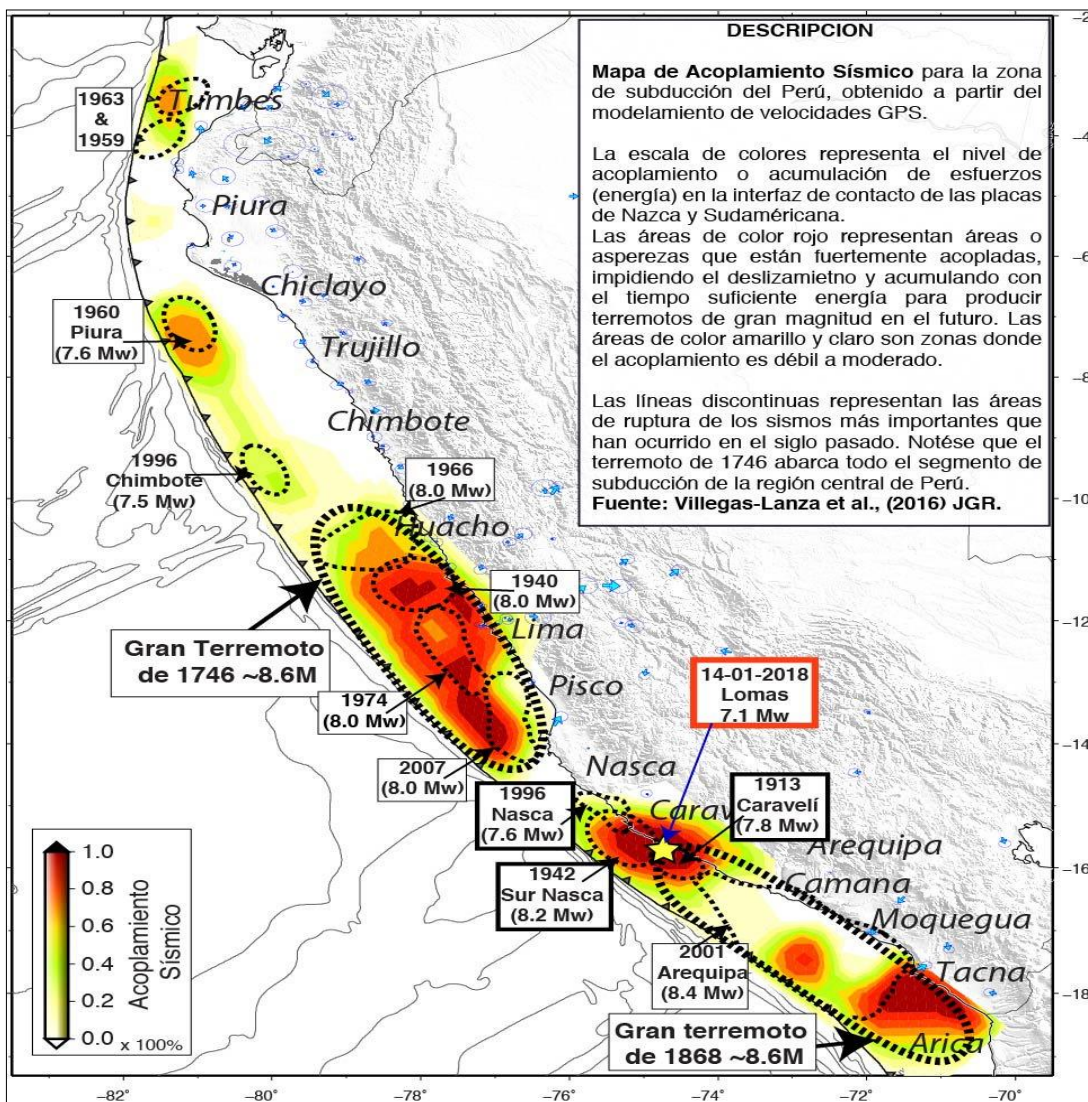 DESCRIPCION
Mapa de Acoplamiento Sísmico para la zona
de subducción del Perú, obtenido a partir del
modelamiento de velocidades GPS.
La escala de colores representa el nivel de
acoplamiento o acumulación de esfuerzos
(energía) en la interfaz de contacto de las placas
de Nazca y Sudaméricana.
Las áreas de color rojo representan áreas o
asperezas que están fuertemente acopladas,
impidiendo el deslizamietno y acumulando con
el tiempo suficiente energía para producir
terremotos de gran magnitud en el futuro. Las
áreas de color amarillo y claro son zonas donde
el acoplamiento es débil a moderado.
Las líneas discontinuas representan las áreas
de ruptura de los sismos más importantes que
han ocurrido en el siglo pasado. Notése que el
terremoto de 1746 abarca todo el segmento de
subducción de la región central de Perú.
Fuente: Villegas-Lanza et al., (2016) JGR.
1963
&
1959
Tumbes
Piura
Chiclayo
1960
Piura
(7.6 Mw)
Trujillo
Chimbote
1996
Chimbote
(7.5 Mw)
1966
(8.0 Mw)
Huacho
1940
(8.0 Mw)
Lima
Gran Terremoto
de 1746 ~8.6M
Pisco
1974
(8.0 Mw)
14-01-2018
Lomas
7.1 Mw
2007
(8.0 Mw)
Nasca
1996
Nasca
(7.6 Mw)
Carav
1913
Caravelí
(7.8 Mw)
Arequipa
1942
Sur Nasca
(8.2 Mw)
Camana
Moquegua
2001
Arequipa
(8.4 Mw)
Tacna
Gran terremoto
de 1868 ~8.6M
Arica
1.0
0.8
0.6
0.4
0.2
0.0
x 100%
Acoplamiento
Sísmico
−2
−4
−6
−8
−10
−12
−14
−16
−18
−82
−80
−78
−76
−74
−72
−70